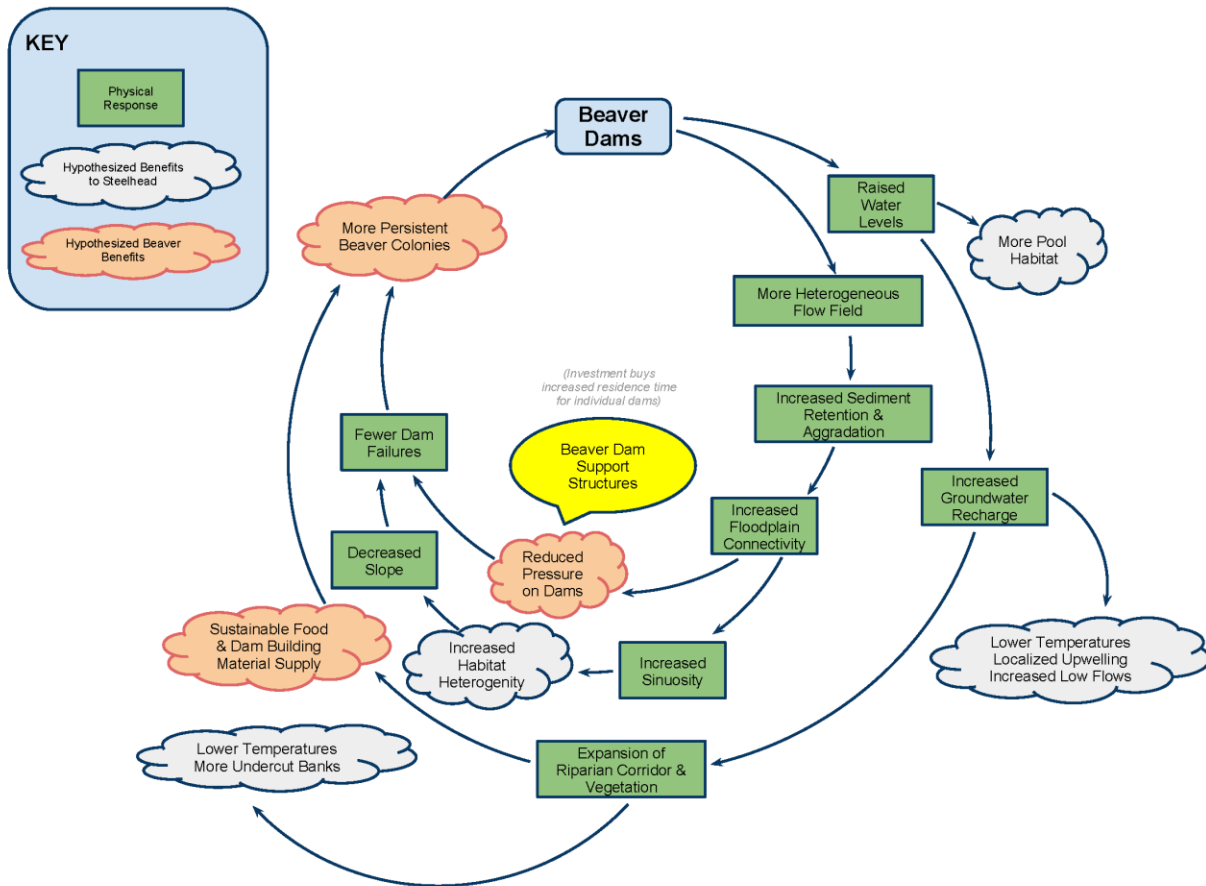 KEY
Physical
Response
Hypothesized Benefits
to Steelhead
Hypothesized Beaver
Benefits
Beaver
Dams
Raised
Water
Levels
More Pool
Habitat
More Persistent
Beaver Colonies
More Heterogeneous
Flow Field
(Investment buys
increased residence time
for individual dams)
Increased Sediment
Retention &
Aggradation
Fewer Dam
Failures
Beaver Dam
Support
Structures
Increased
Groundwater
Recharge
Increased
Floodplain
Connectivity
Decreased
Slope
Reduced
Pressure
on Dams
Sustainable Food
& Dam Building
Material Supply
Increased
Habitat
Heterogenity
Increased
Sinuosity
Lower Temperatures
Localized Upwelling
Increased Low Flows
Lower Temperatures
More Undercut Banks
Expansion of
Riparian Corridor &
Vegetation